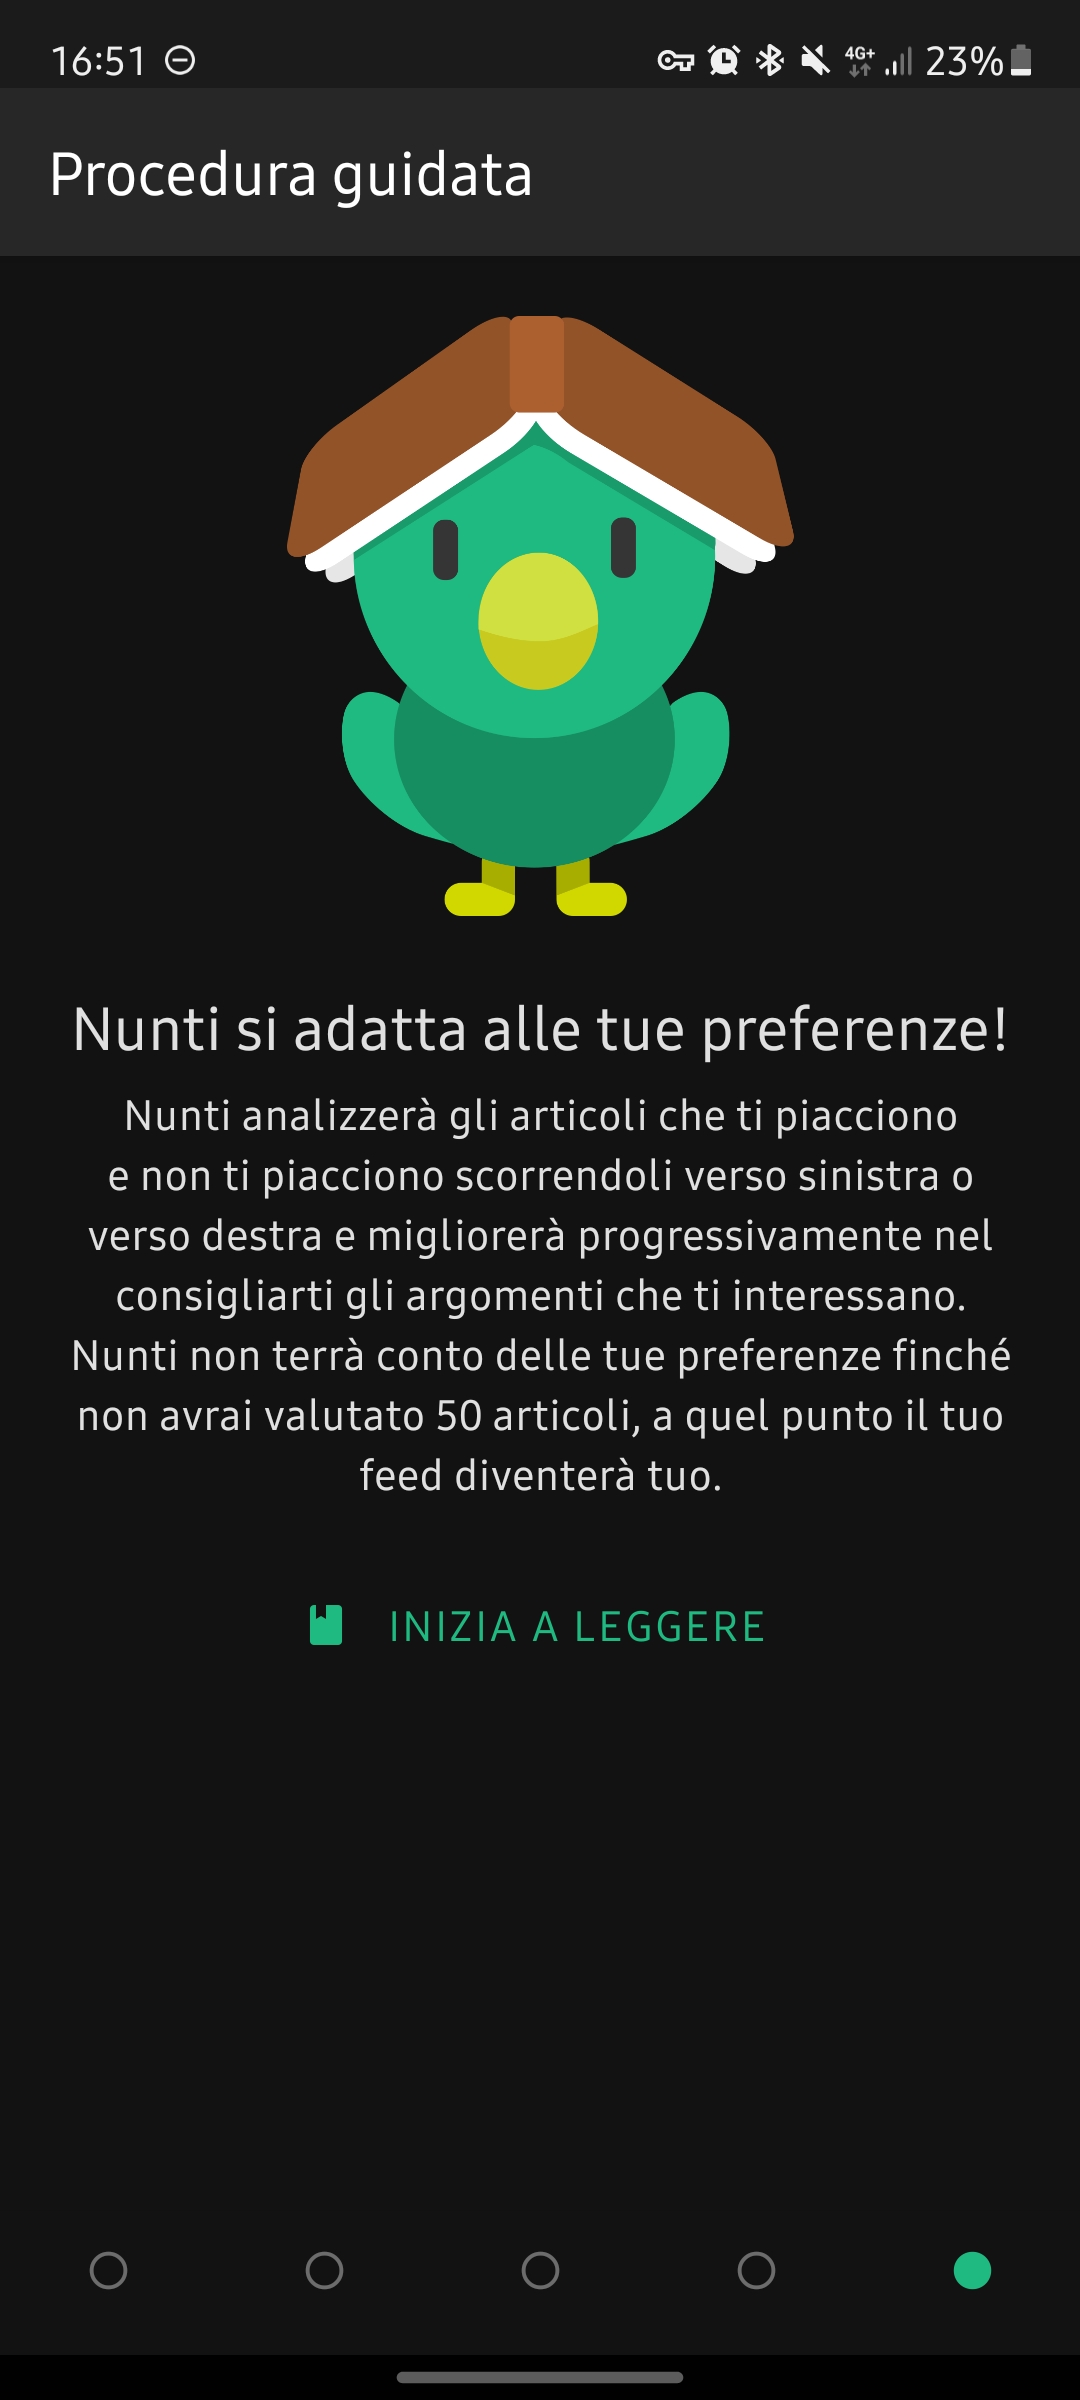 16:51
4G+
23%
Procedura guidata
Nunti si adatta alle tue preferenze!
Nunti analizzerà gli articoli che ti piacciono
e non ti piacciono scorrendoli verso sinistra o
verso destra e migliorerà progressivamente nel
consigliarti gli argomenti che ti interessano.
Nunti non terrà conto delle tue preferenze finché
non avrai valutato 50 articoli, a quel punto il tuo
feed diventerà tuo.
INIZIA A LEGGERE